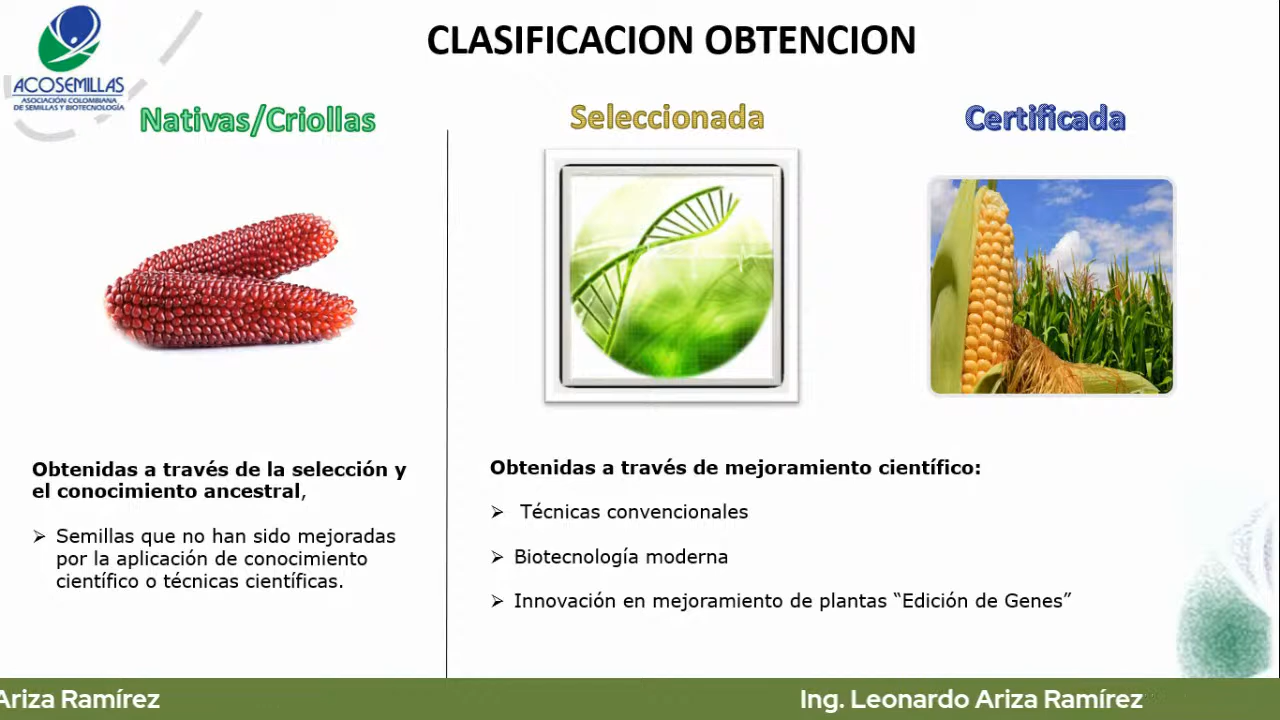 CLASIFICACION OBTENCION
ACOSEMILLAS
ASOCIACIÓN COLOMBIANA
DE SEMILLAS Y BIOTECNOLOGÍA
Nativas/Criollas
Seleccionada
Certificada
Obtenidas a través de la selección y
el conocimiento ancestral,
➢ Semillas que no han sido mejoradas
por la aplicación de conocimiento
científico o técnicas científicas.
Obtenidas a través de mejoramiento científico:
➢ Técnicas convencionales
➢ Biotecnología moderna
➢ Innovación en mejoramiento de plantas “Edición de Genes”
Ariza Ramírez
Ing. Leonardo Ariza Ramírez